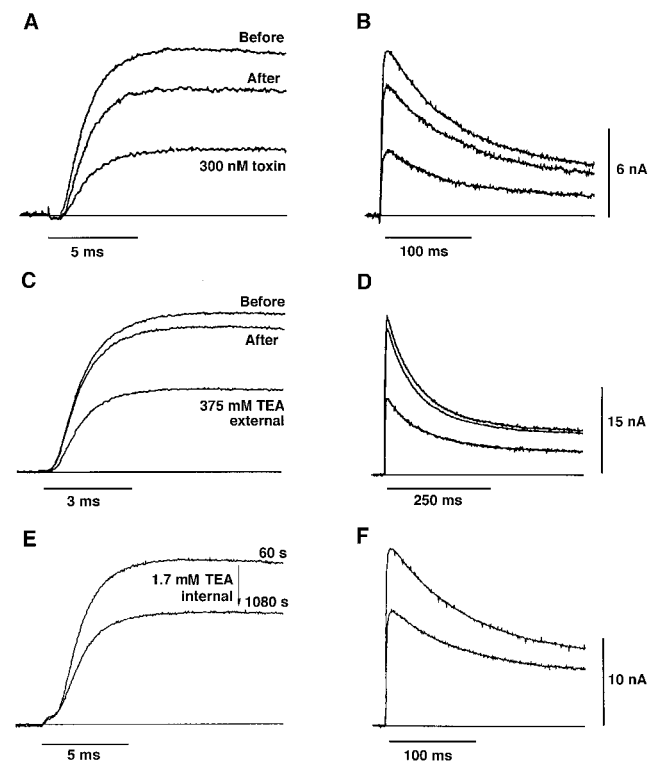 A
Before
After
300 nM toxin
5 ms
B
6 nA
100 ms
C
Before
After
375 mM TEA
external
3 ms
D
15 nA
250 ms
E
60 s
1.7 mM TEA
internal
1080 s
5 ms
F
10 nA
100 ms